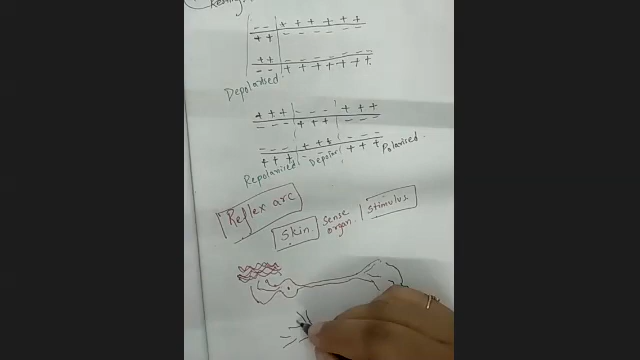 - - + + + + + +
+ + - - - - - -
+ + - - - - - -
- - + + + + + + +
Depolarised
+ + + - - - + + +
- - - + + + - - -
- - - + + + - - -
+ + + - - - + + +
Repolarised Depolar Polarised.
Reflex arc
Skin
Sense
organ.
Stimulus